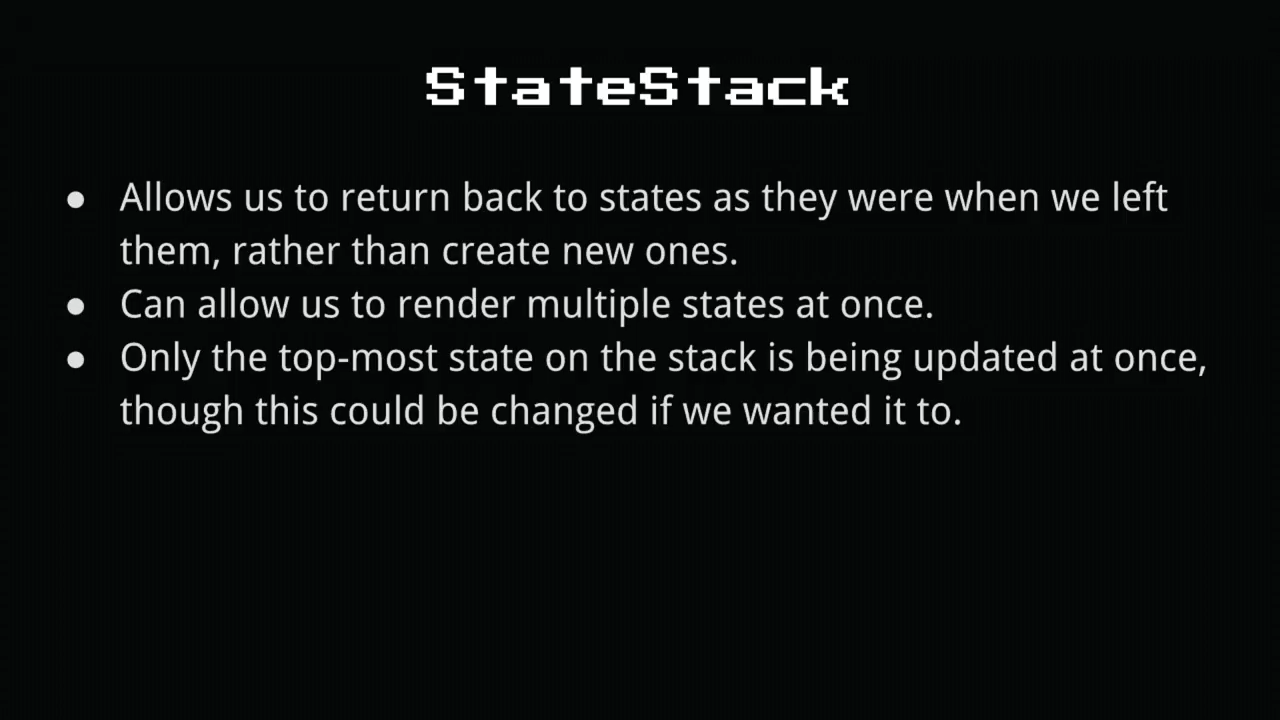 StateStack
● Allows us to return back to states as they were when we left
them, rather than create new ones.
● Can allow us to render multiple states at once.
● Only the top-most state on the stack is being updated at once,
though this could be changed if we wanted it to.